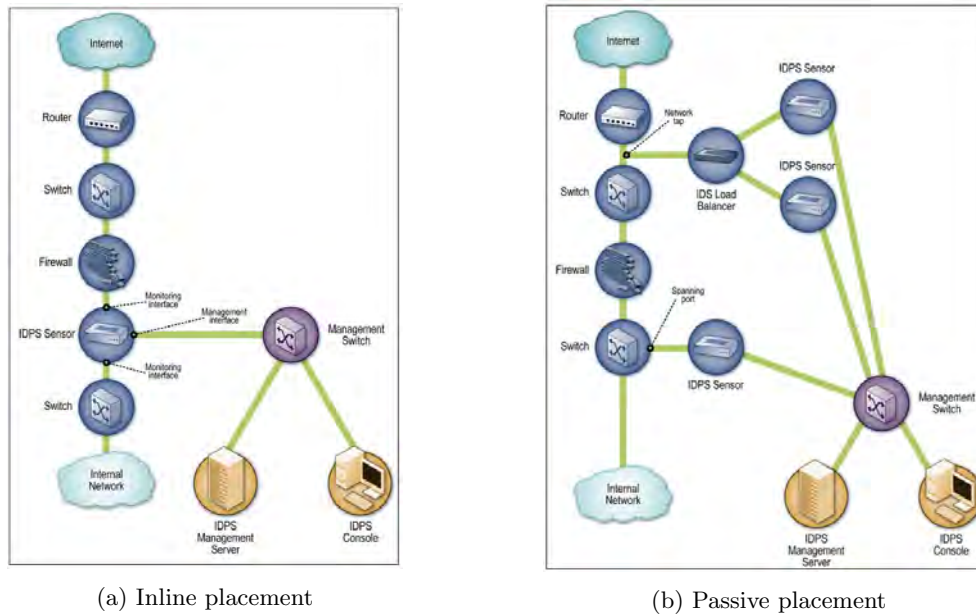 Internet
Router
Switch
Firewall
Monitoring
interface
Management
interface
IDPS Sensor
Management
Switch
Monitoring
interface
Switch
Internal
Network
IDPS
Management
Server
IDPS
Console
(a) Inline placement
Internet
IDPS Sensor
Router
Network
tap
IDPS Sensor
Switch
IDS Load
Balancer
Firewall
Spanning
port
Switch
IDPS Sensor
Management
Switch
Internal
Network
IDPS
Management
Server
IDPS
Console
(b) Passive placement